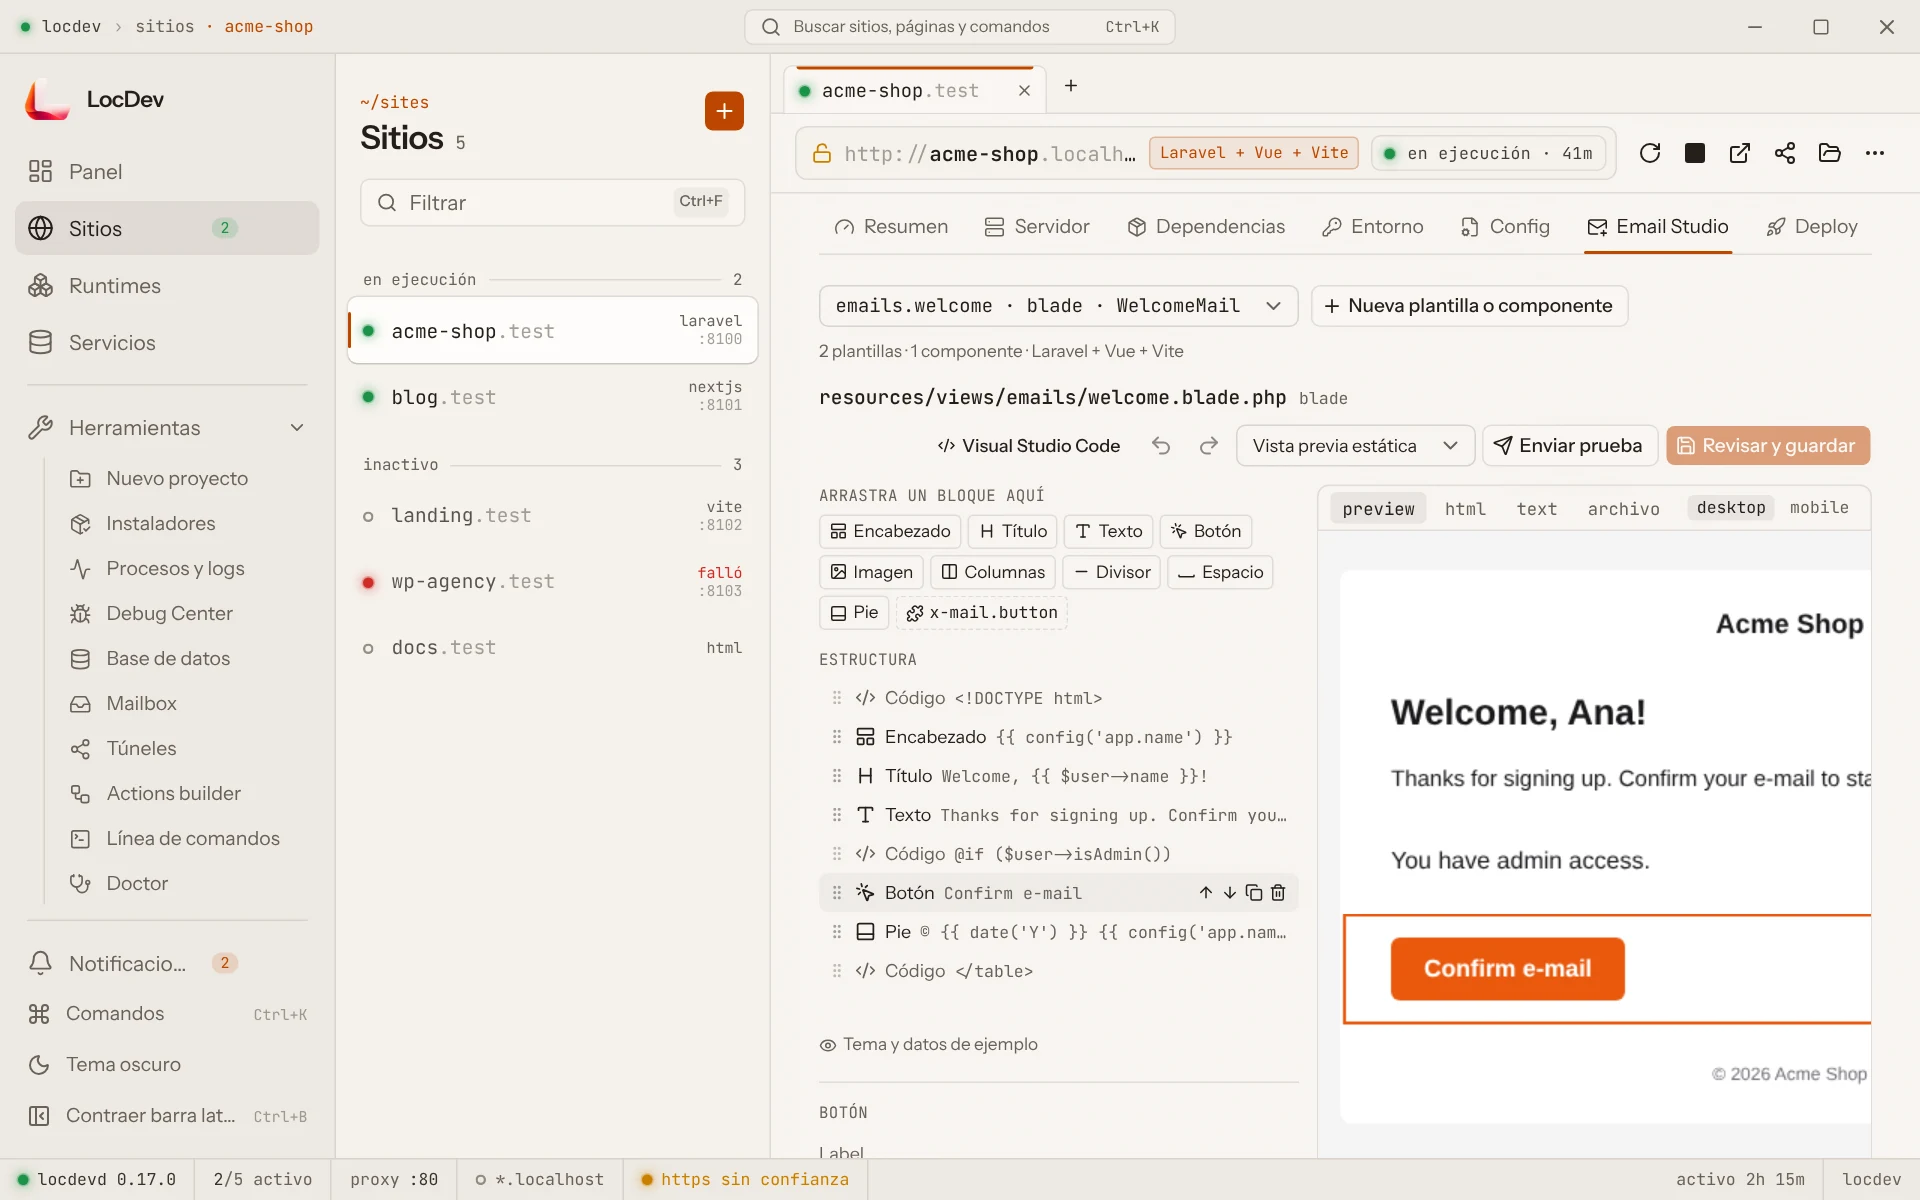 locdev › sitios · acme-shop
Buscar sitios, páginas y comandos Ctrl+K
LocDev
Panel
Sitios 2
Runtimes
Servicios
Herramientas
Nuevo proyecto
Instaladores
Procesos y logs
Debug Center
Base de datos
Mailbox
Túneles
Actions builder
Línea de comandos
Doctor
Notificacio... 2
Comandos Ctrl+K
Tema oscuro
Contraer barra lat... Ctrl+B
~/sites
Sitios 5
Filtrar Ctrl+F
en ejecución 2
acme-shop.test laravel :8100
blog.test nextjs :8101
inactivo 3
landing.test vite :8102
wp-agency.test falló :8103
docs.test html
acme-shop.test
http://acme-shop.localh… Laravel + Vue + Vite en ejecución · 41m
Resumen Servidor Dependencias Entorno Config Email Studio Deploy
emails.welcome · blade · WelcomeMail + Nueva plantilla o componente
2 plantillas · 1 componente · Laravel + Vue + Vite
resources/views/emails/welcome.blade.php blade
Visual Studio Code Vista previa estática Enviar prueba Revisar y guardar
ARRASTRA UN BLOQUE AQUÍ
Encabezado Título Texto Botón
Imagen Columnas Divisor Espacio
Pie x-mail.button
ESTRUCTURA
Código <!DOCTYPE html>
Encabezado {{ config('app.name') }}
Título Welcome, {{ $user->name }}!
Texto Thanks for signing up. Confirm you…
Código @if ($user->isAdmin())
Botón Confirm e-mail
Pie © {{ date('Y') }} {{ config('app.nam…
Código </table>
Tema y datos de ejemplo
BOTÓN
Label
preview html text archivo desktop mobile
Acme Shop
Welcome, Ana!
Thanks for signing up. Confirm your e-mail to sta
You have admin access.
Confirm e-mail
© 2026 Acme Shop
locdevd 0.17.0 2/5 activo proxy :80 *.localhost https sin confianza activo 2h 15m locdev